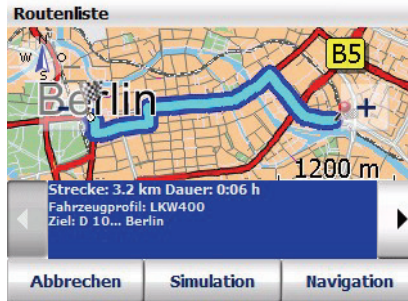 Routenliste
N
W
O
B5
Berlin
1200 m
Strecke: 3.2 km Dauer: 0:06 h
Fahrzeugprofil: LKW400
Ziel: D 10... Berlin
Abbrechen Simulation Navigation